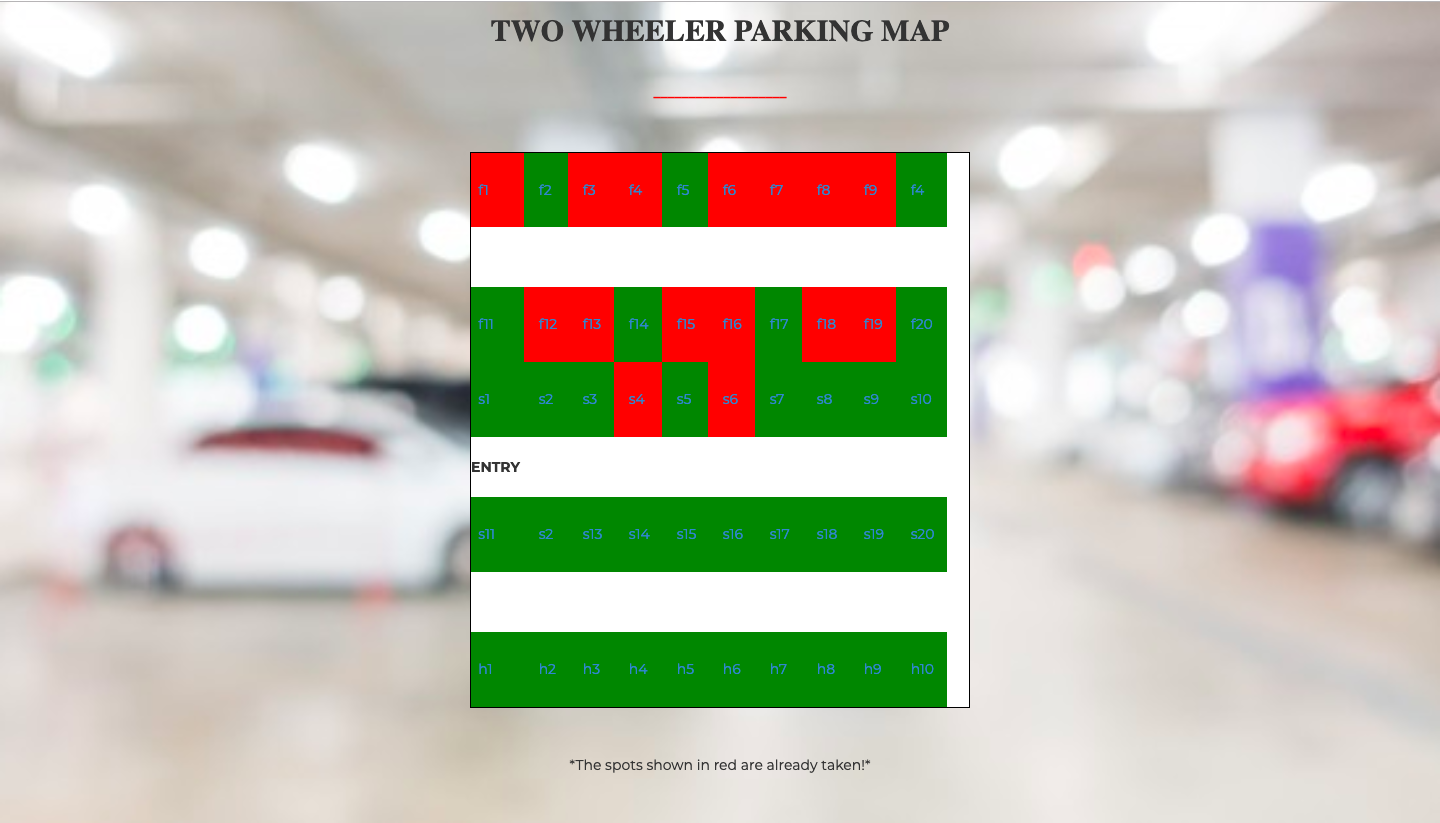 TWO WHEELER PARKING MAP
f1 f2 f3 f4 f5 f6 f7 f8 f9 f4
f11 f12 f13 f14 f15 f16 f17 f18 f19 f20
s1 s2 s3 s4 s5 s6 s7 s8 s9 s10
ENTRY
s11 s2 s13 s14 s15 s16 s17 s18 s19 s20
h1 h2 h3 h4 h5 h6 h7 h8 h9 h10
*The spots shown in red are already taken!*